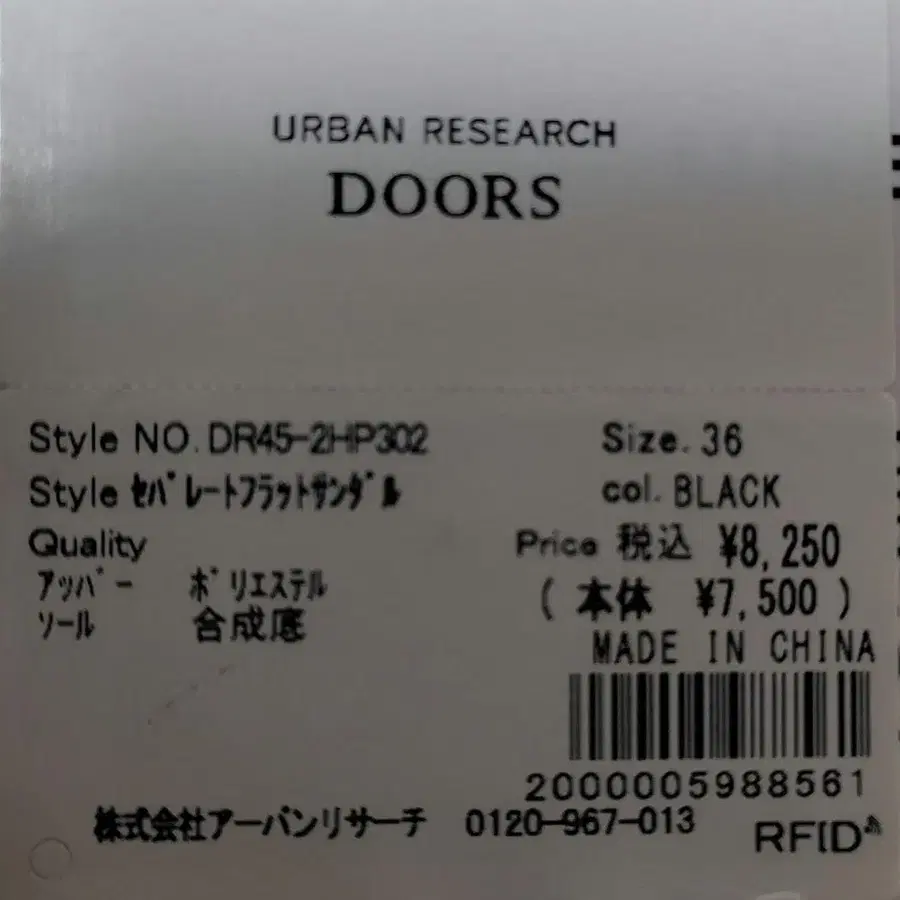 URBAN RESEARCH
DOORS
Style NO. DR45-2HP302
Size. 36
Style ｾﾊﾟﾚｰﾄﾌﾗｯﾄｻﾝﾀﾞﾙ
col. BLACK
Quality
Price 税込 ¥8,250
ｱｯﾊﾟｰ ﾎﾟﾘｴｽﾃﾙ
( 本体 ¥7,500 )
ｿｰﾙ 合成底
MADE IN CHINA
2000005988561
株式会社アーバンリサーチ 0120-967-013
RFID